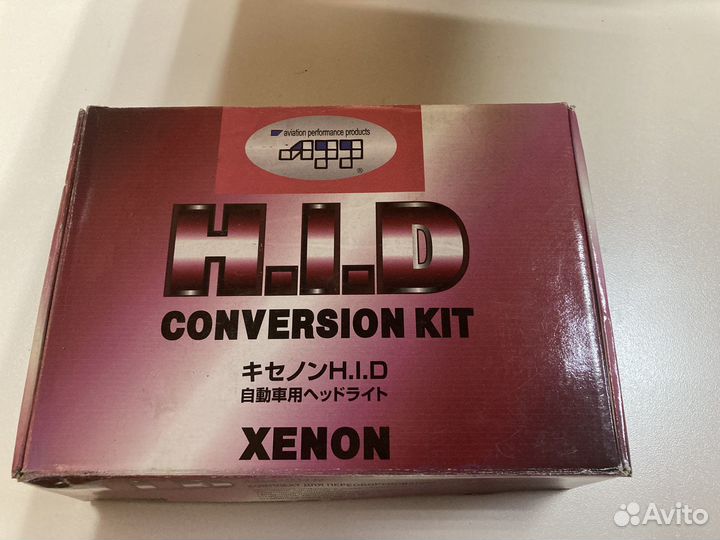 aviation performance products
app
®
H.I.D
CONVERSION KIT
キセノンH.I.D
自動車用ヘッドライト
XENON
Avito